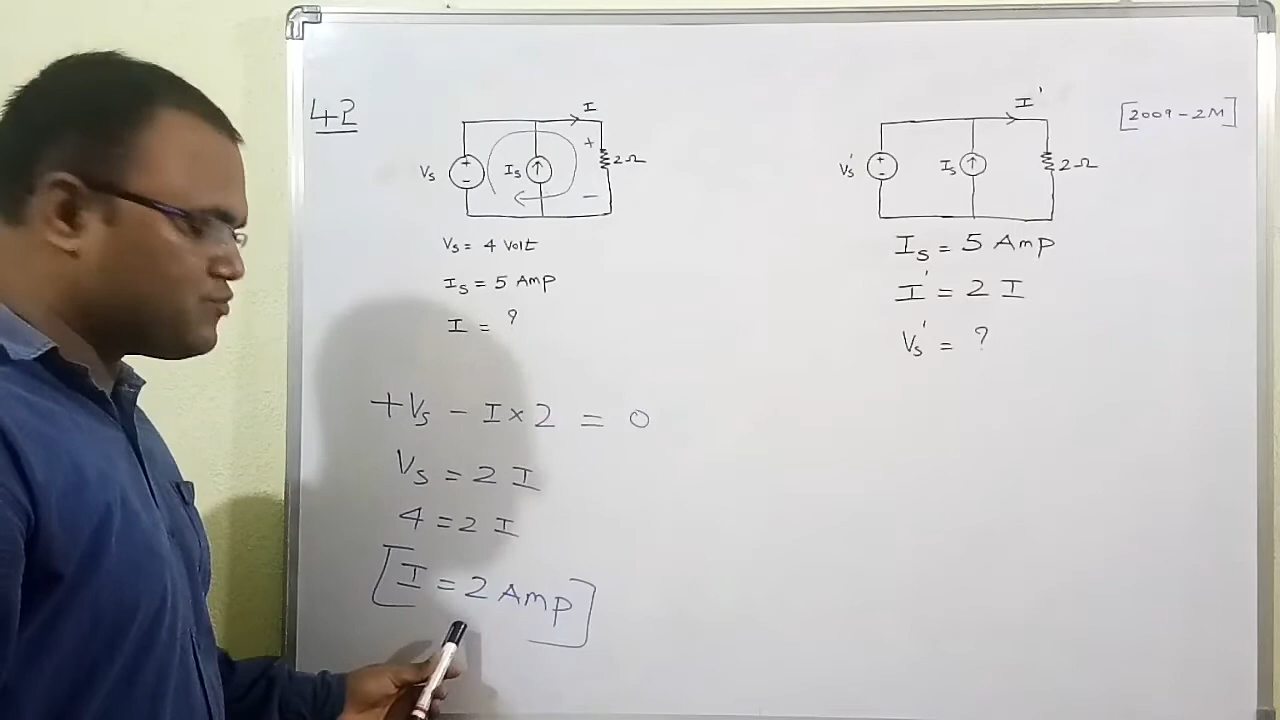 42
I
+
Vs
+
-
Is
↑
2Ω
-
Vs = 4 Volt
Is = 5 Amp
I = ?
+Vs - I × 2 = 0
Vs = 2 I
4 = 2 I
[I = 2 Amp]
I'
[2009 - 2M]
Vs'
+
-
Is
↑
2Ω
Is = 5 Amp
I' = 2 I
Vs' = ?